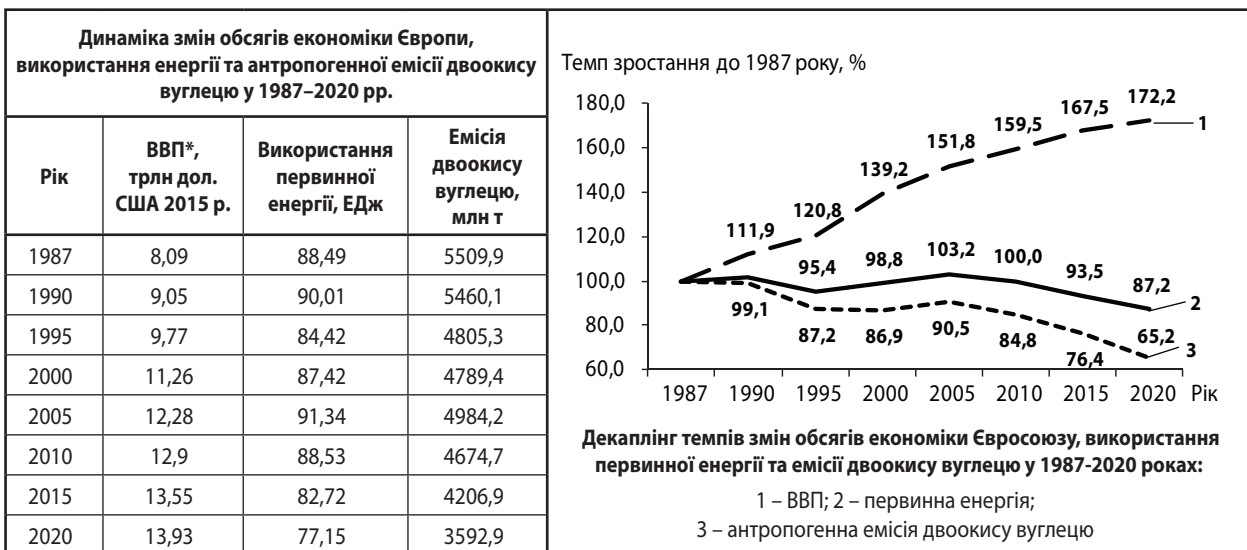 Динаміка змін обсягів економіки Європи,
використання енергії та антропогенної емісії двоокису
вуглецю у 1987–2020 рр.
Рік
ВВП*,
трлн дол.
США 2015 р.
Використання
первинної
енергії, ЕДж
Емісія
двоокису
вуглецю,
млн т
1987 8,09 88,49 5509,9
1990 9,05 90,01 5460,1
1995 9,77 84,42 4805,3
2000 11,26 87,42 4789,4
2005 12,28 91,34 4984,2
2010 12,9 88,53 4674,7
2015 13,55 82,72 4206,9
2020 13,93 77,15 3592,9
Темп зростання до 1987 року, %
180,0
160,0
140,0
120,0
100,0
80,0
60,0
111,9 120,8 139,2 151,8 159,5 167,5 172,2
1
95,4 98,8 103,2 100,0 93,5 87,2
2
99,1 87,2 86,9 90,5 84,8 76,4 65,2
3
1987 1990 1995 2000 2005 2010 2015 2020 Рік
Декаплінг темпів змін обсягів економіки Євросоюзу, використання
первинної енергії та емісії двоокису вуглецю у 1987-2020 роках:
1 – ВВП; 2 – первинна енергія;
3 – антропогенна емісія двоокису вуглецю